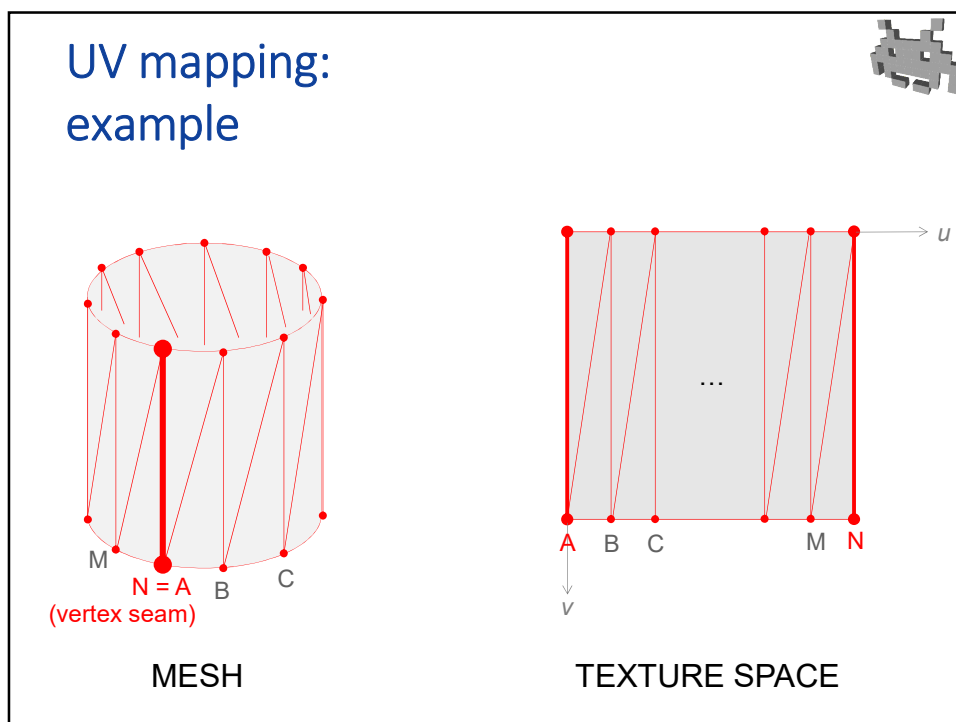 UV mapping:
example
u
...
M
N = A
B
C
(vertex seam)
A
B
C
M
N
v
MESH
TEXTURE SPACE